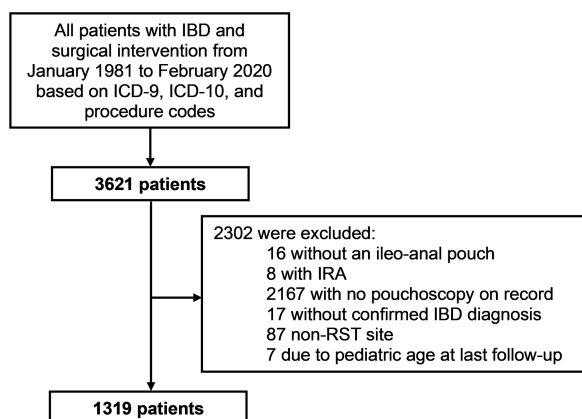 All patients with IBD and
surgical intervention from
January 1981 to February 2020
based on ICD-9, ICD-10, and
procedure codes
3621 patients
2302 were excluded:
16 without an ileo-anal pouch
8 with IRA
2167 with no pouchoscopy on record
17 without confirmed IBD diagnosis
87 non-RST site
7 due to pediatric age at last follow-up
1319 patients